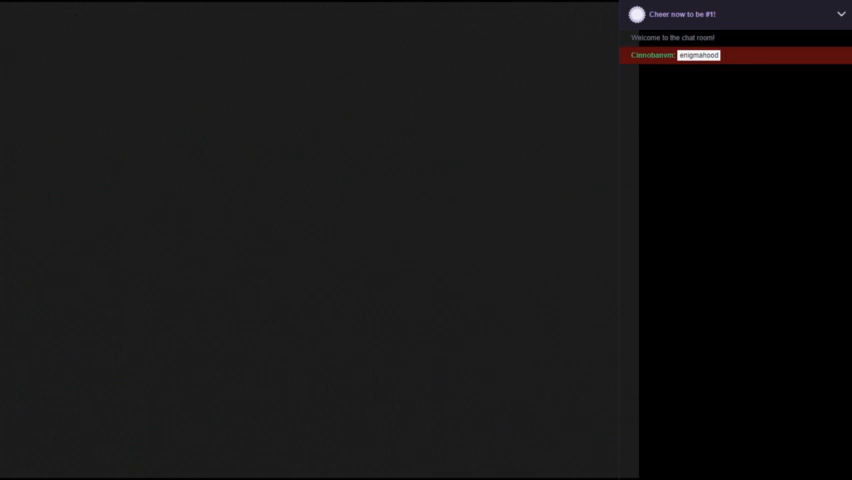 Cheer now to be #1!
Welcome to the chat room!
Cinnobanvm: enigmahood